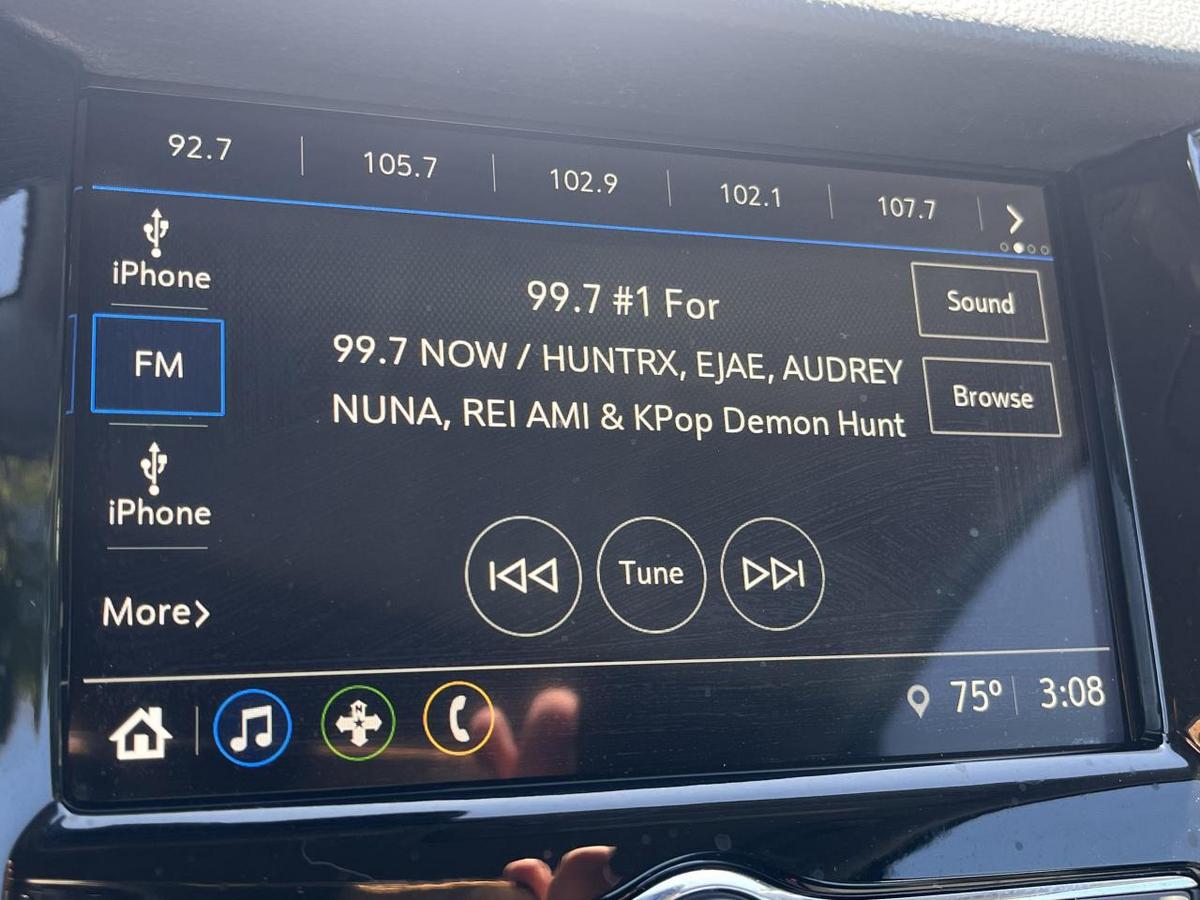 92.7 105.7 102.9 102.1 107.7
iPhone
FM
iPhone
More
99.7 #1 For
99.7 NOW / HUNTRX, EJAE, AUDREY
NUNA, REI AMI & KPop Demon Hunt
Sound
Browse
Tune
N
75° 3:08